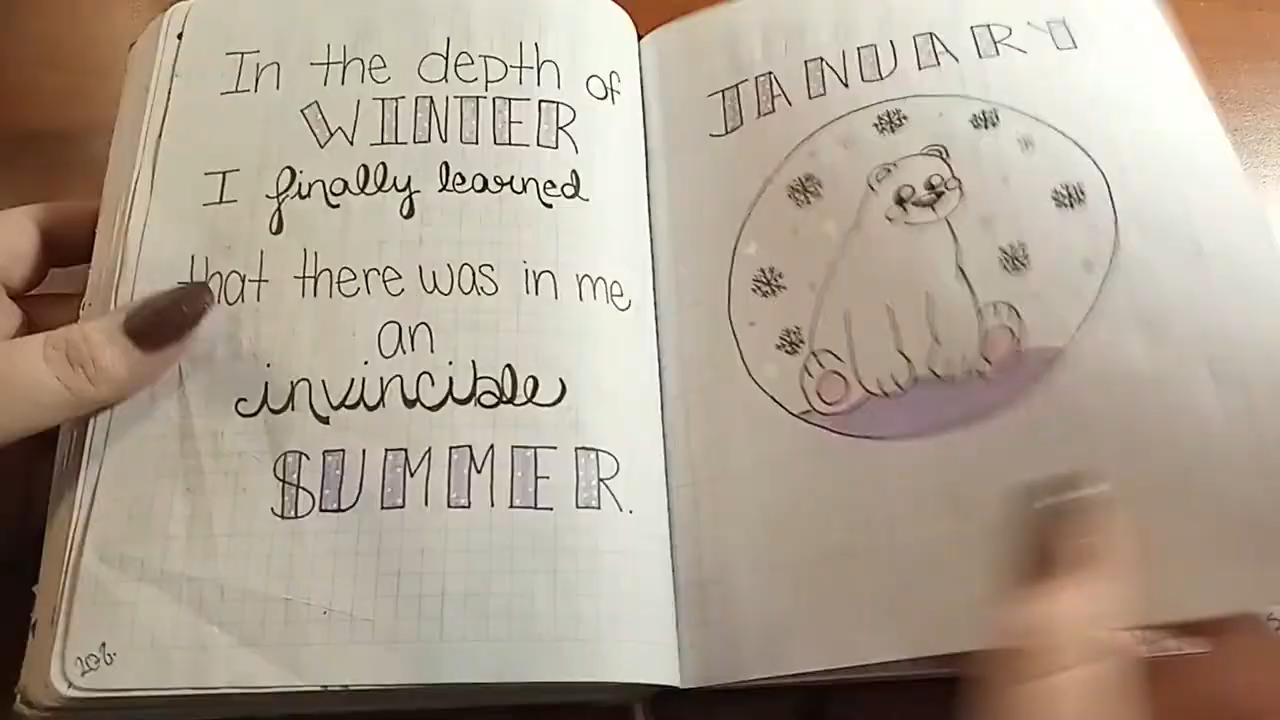 In the depth of
WINTER
I finally learned
that there was in me
an
invincible
SUMMER.
JANUARY